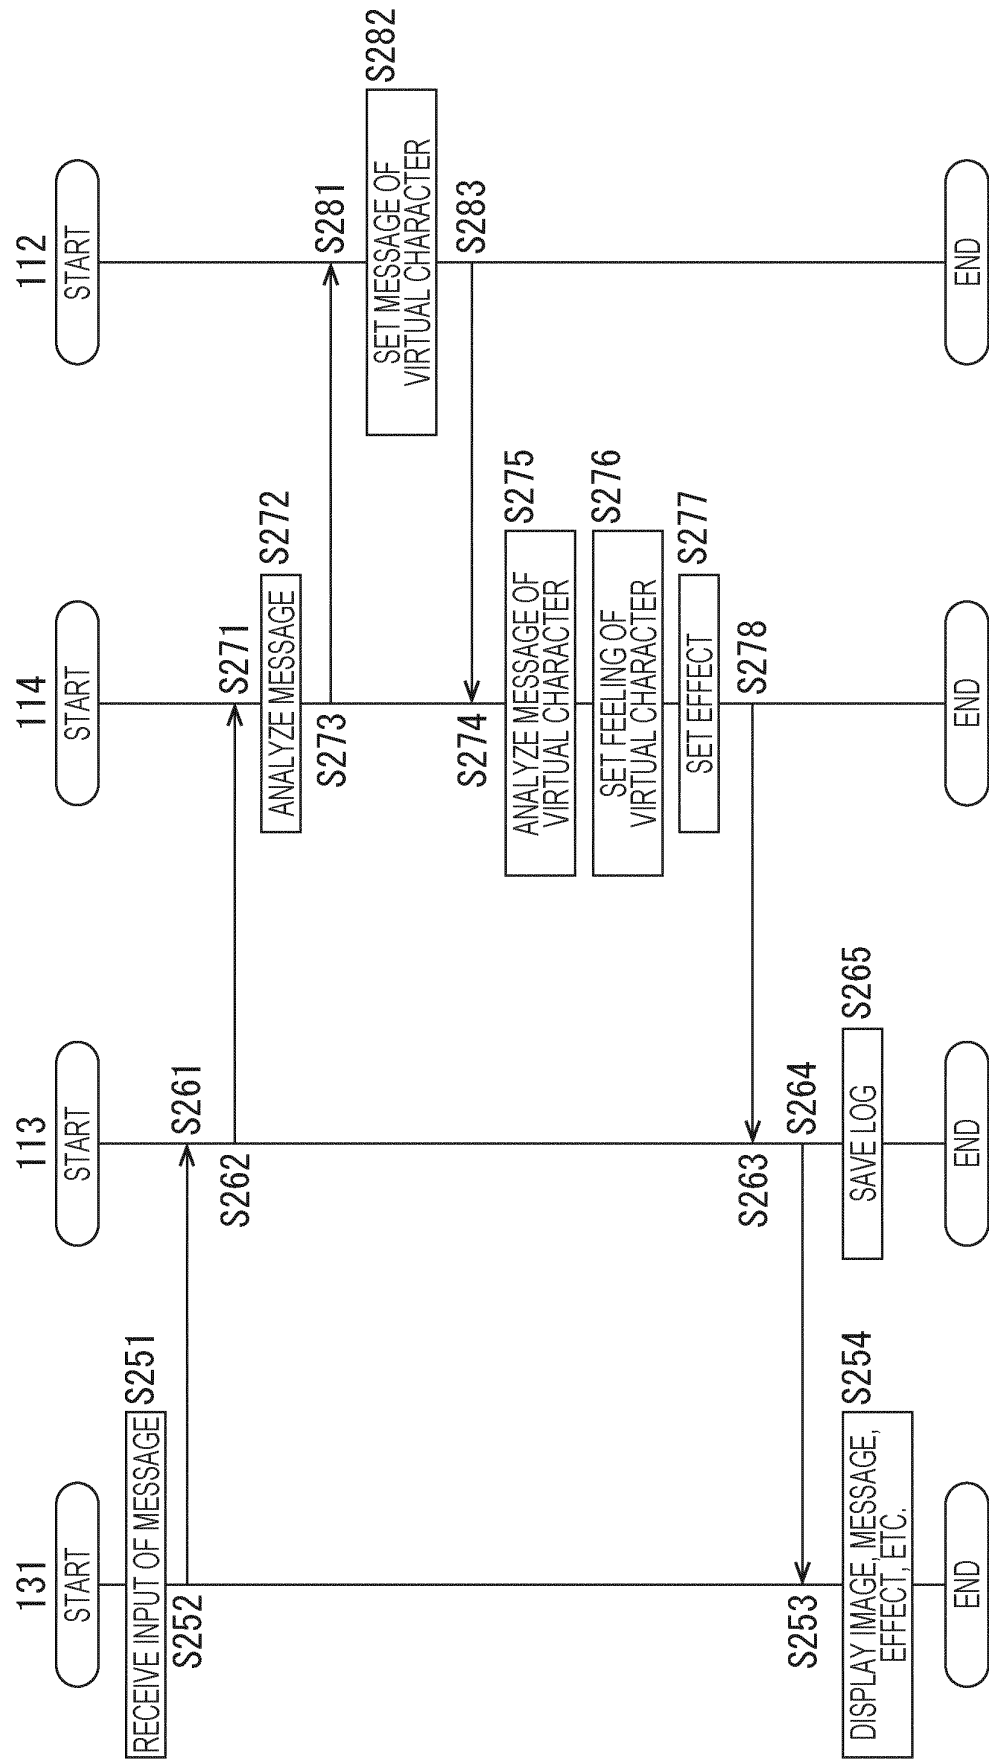 131
113
114
112
START
START
START
START
RECEIVE INPUT OF MESSAGE
S251
S252
S261
S262
S271
ANALYZE MESSAGE
S272
S273
S281
SET MESSAGE OF
VIRTUAL CHARACTER
S282
S274
S283
ANALYZE MESSAGE OF
VIRTUAL CHARACTER
S275
SET FEELING OF
VIRTUAL CHARACTER
S276
SET EFFECT
S277
S263
S278
S253
S264
DISPLAY IMAGE, MESSAGE,
EFFECT, ETC.
S254
SAVE LOG
S265
END
END
END
END